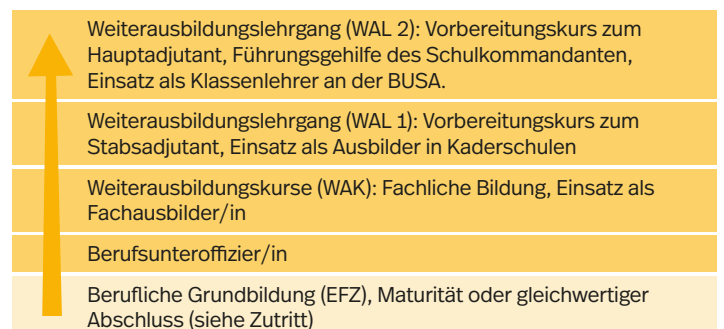 Weiterausbildungslehrgang (WAL 2): Vorbereitungskurs zum
Hauptadjutant, Führungsgehilfe des Schulkommandanten,
Einsatz als Klassenlehrer an der BUSA.
Weiterausbildungslehrgang (WAL 1): Vorbereitungskurs zum
Stabsadjutant, Einsatz als Ausbilder in Kaderschulen
Weiterausbildungskurse (WAK): Fachliche Bildung, Einsatz als
Fachausbilder/in
Berufsunteroffizier/in
Berufliche Grundbildung (EFZ), Maturität oder gleichwertiger
Abschluss (siehe Zutritt)